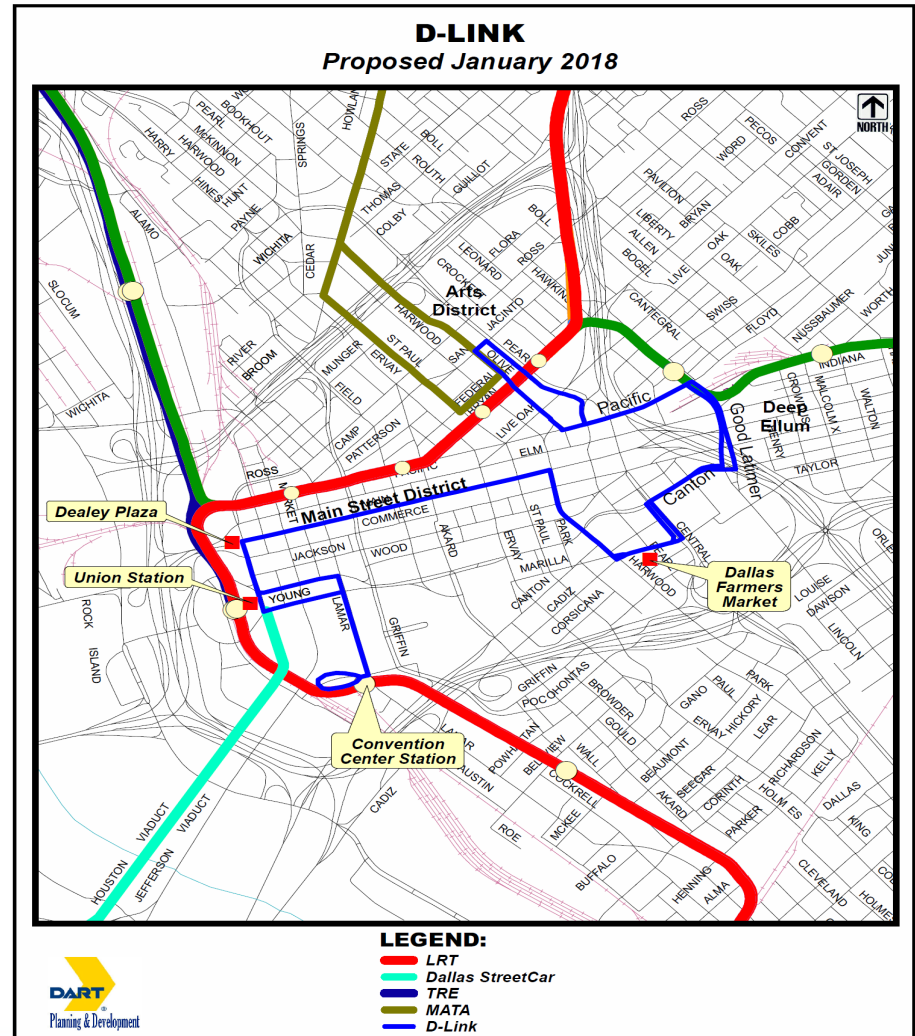 D-LINK
Proposed January 2018
NORTH
HOWLAN
BOOKHOUT
PEARL
McKINNON
HARWOOD
HARRY
HINES
HUNT
PAYNE
SPRINGS
ALAMO
WICHITA
CEDAR
SLOCUM
STATE
BOLL
ROUTH
GUILLOT
THOMAS
COLBY
ROSS
PECOS
WORD
CONVENT
ST JOSEPH
GORDEN
ADAIR
PAVILION
LIBERTY
BRYAN
ALLEN
BOGEL
LIVE
OAK
OAK
SKILES
COBB
BOLL
FLORA
LEONARD
ROSS
HAWKINS
Arts
District
JACINTO
HARWOOD
CANTEGRAL
SWISS
FLOYD
NUSSBAUMER
WORTH
INDIANA
RIVER
BROOM
MUNGER
ST PAUL
ERVAY
SAN
OLIVE
PEAR
FEDERAL
BRYAN
LIVE OAK
Pacific
Good Latimer
Deep
Ellum
MALCOLM X
WALTON
TAYLOR
WICHITA
FIELD
CAMP
PATTERSON
ROSS
ELM
MARKET
Main Street District
MAIN
COMMERCE
Canton
Dealey Plaza
JACKSON
WOOD
AKARD
ERVAY
ST PAUL
PARK
MARILLA
CENTRAL
PEARL
HARWOOD
Dallas
Farmers
Market
Union Station
YOUNG
LAMAR
GRIFFIN
CANTON
CADIZ
CORSICANA
LOUISE
DAWSON
LINCOLN
ROCK
ISLAND
GRIFFIN
POCOHONTAS
BROWDER
GOULD
GANO
PAUL
PARK
ERVAY
HICKORY
LEAR
Convention
Center Station
POWHATTAN
BELLVIEW
WALL
COCKRELL
AUSTIN
BEAUMONT
SEEGAR
AKARD
CORINTH
PARKER
RICHARDSON
KELLY
HOLM ES
DALLAS
KING
CADIZ
ROE
MCKEE
BUFFALO
HENNING
ALMA
CLEVELAND
HOUSTON
VIADUCT
JEFFERSON
VIADUCT
LEGEND:
LRT
Dallas StreetCar
TRE
MATA
D-Link
DART
Planning & Development